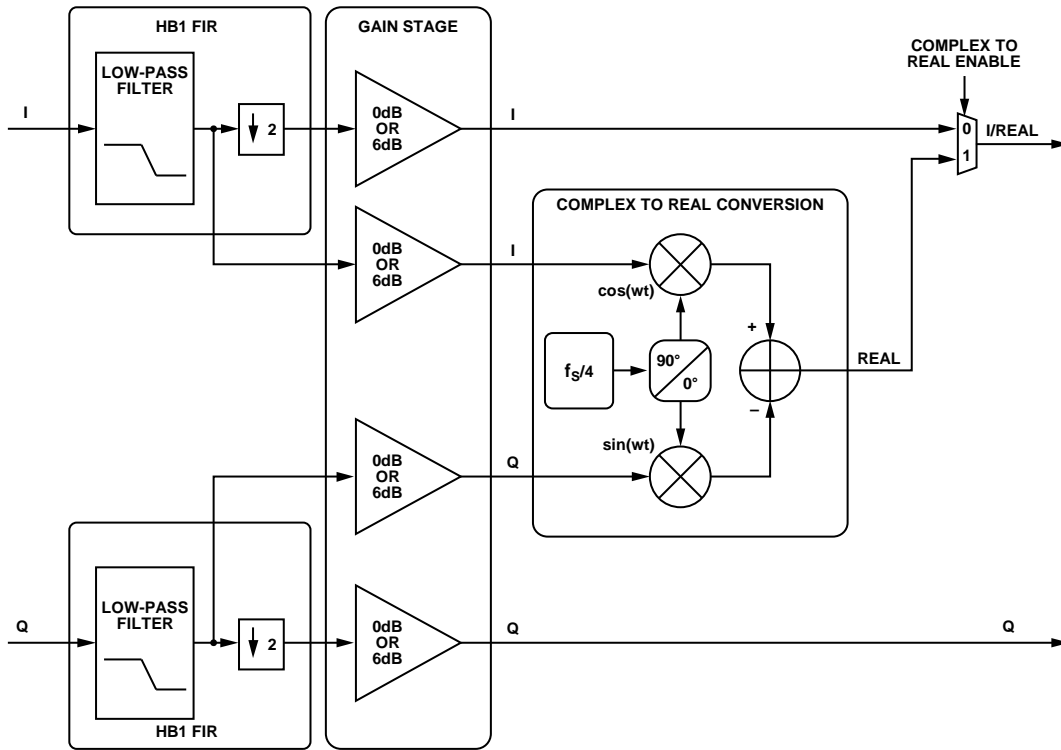 HB1 FIR
GAIN STAGE
COMPLEX TO
REAL ENABLE
LOW-PASS
FILTER
I
2
0dB
OR
6dB
I
0
1
I/REAL
0dB
OR
6dB
I
COMPLEX TO REAL CONVERSION
cos(wt)
+
fS/4
90°
0°
REAL
–
sin(wt)
0dB
OR
6dB
Q
LOW-PASS
FILTER
Q
2
0dB
OR
6dB
Q
Q
HB1 FIR